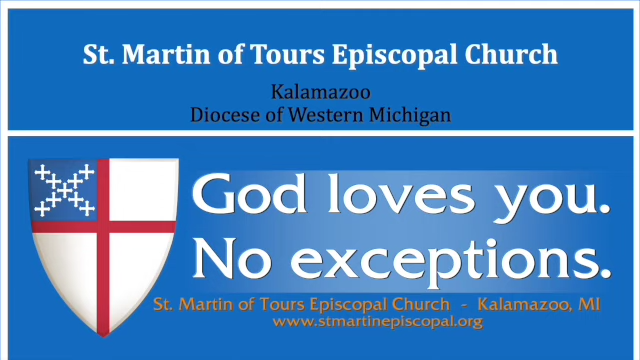 St. Martin of Tours Episcopal Church
Kalamazoo
Diocese of Western Michigan
God loves you.
No exceptions.
St. Martin of Tours Episcopal Church - Kalamazoo, MI
www.stmartinepiscopal.org